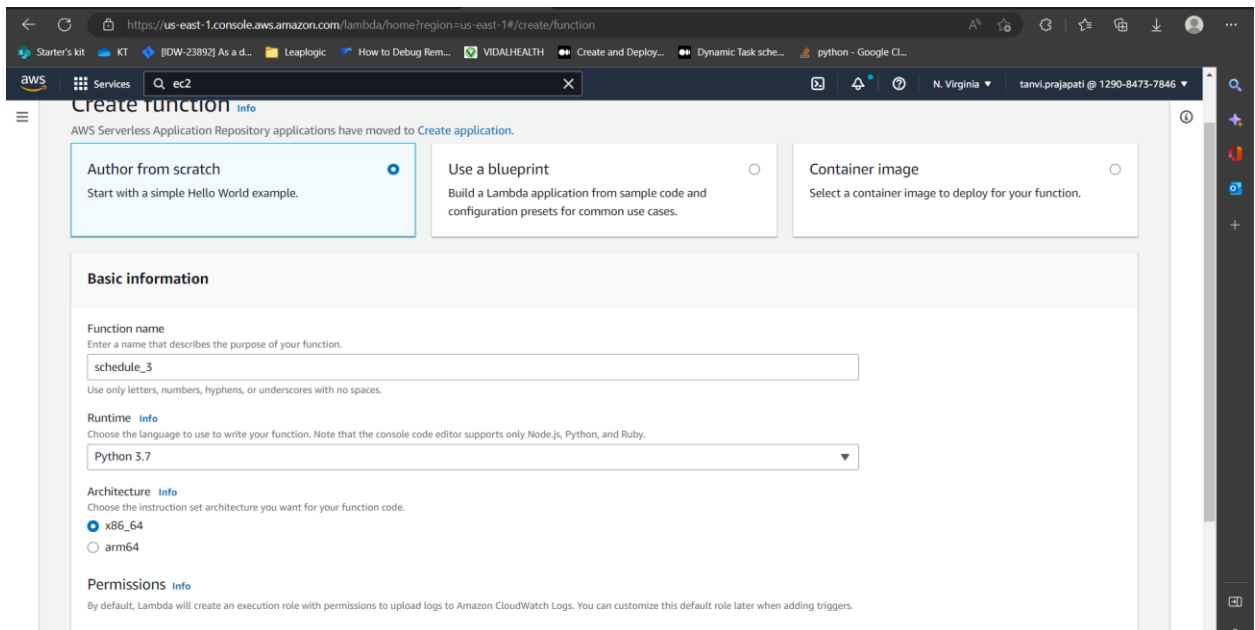 https://us-east-1.console.aws.amazon.com/lambda/home?region=us-east-1#/create/function
Starter's kit KT [IDW-23892] As a d... Leaplogic How to Debug Rem... VIDALHEALTH Create and Deploy... Dynamic Task sche... python - Google Cl...
aws Services ec2 N. Virginia tanvi.prajapati @ 1290-8473-7846
Create function Info
AWS Serverless Application Repository applications have moved to Create application.
Author from scratch
Start with a simple Hello World example.
Use a blueprint
Build a Lambda application from sample code and
configuration presets for common use cases.
Container image
Select a container image to deploy for your function.
Basic information
Function name
Enter a name that describes the purpose of your function.
schedule_3
Use only letters, numbers, hyphens, or underscores with no spaces.
Runtime Info
Choose the language to use to write your function. Note that the console code editor supports only Node.js, Python, and Ruby.
Python 3.7
Architecture Info
Choose the instruction set architecture you want for your function code.
x86_64
arm64
Permissions Info
By default, Lambda will create an execution role with permissions to upload logs to Amazon CloudWatch Logs. You can customize this default role later when adding triggers.